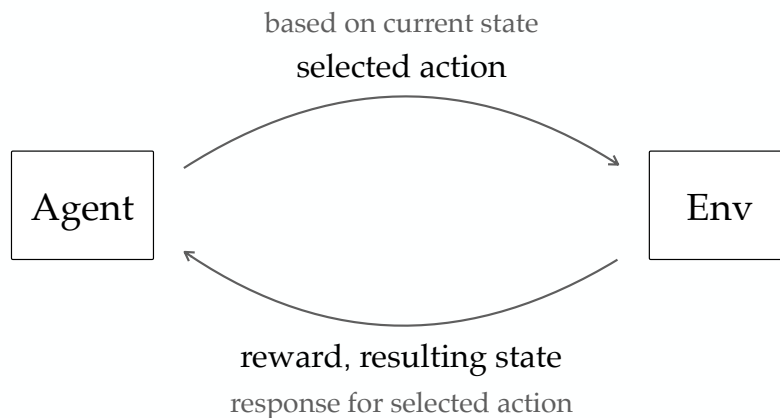 based on current state
selected action
Agent
Env
reward, resulting state
response for selected action